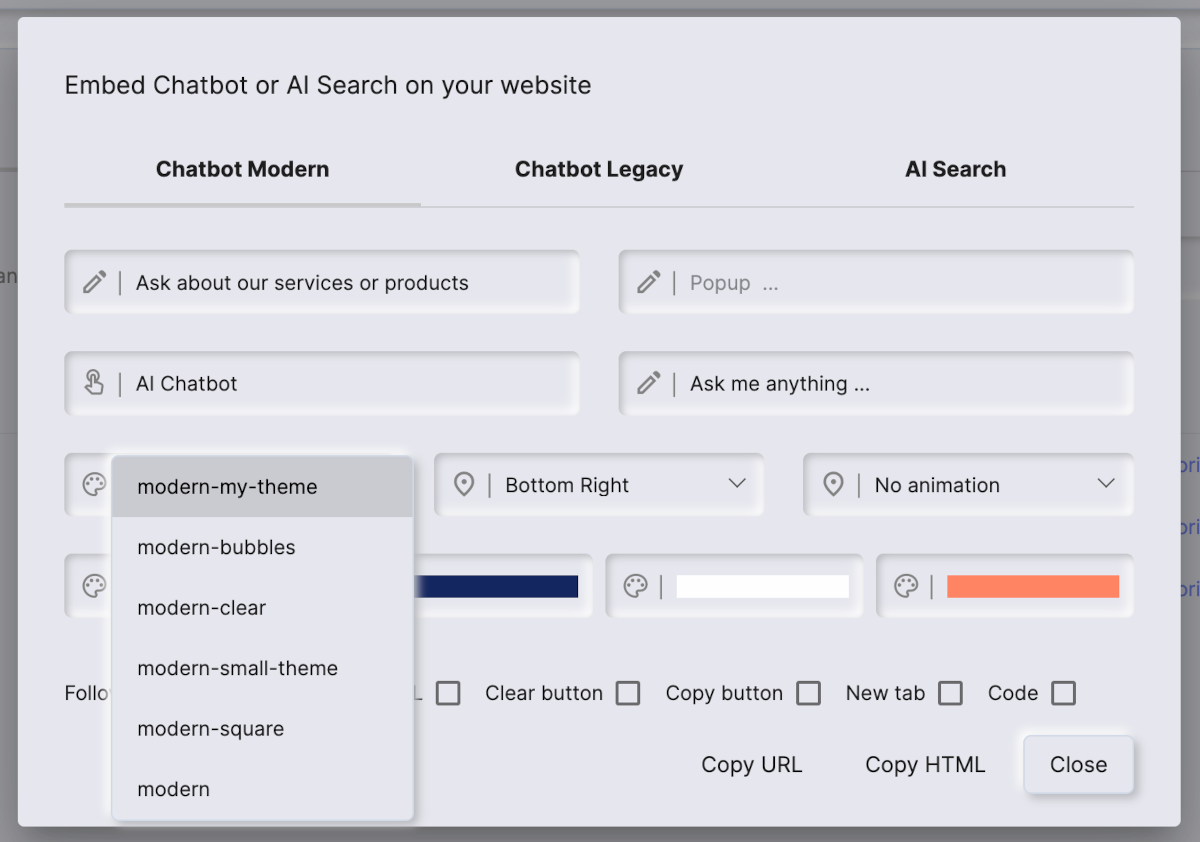 Embed Chatbot or AI Search on your website
Chatbot Modern
Chatbot Legacy
AI Search
Ask about our services or products
Popup ...
AI Chatbot
Ask me anything ...
modern-my-theme
Bottom Right
No animation
modern-bubbles
modern-clear
modern-small-theme
modern-square
modern
Clear button
Copy button
New tab
Code
Copy URL
Copy HTML
Close